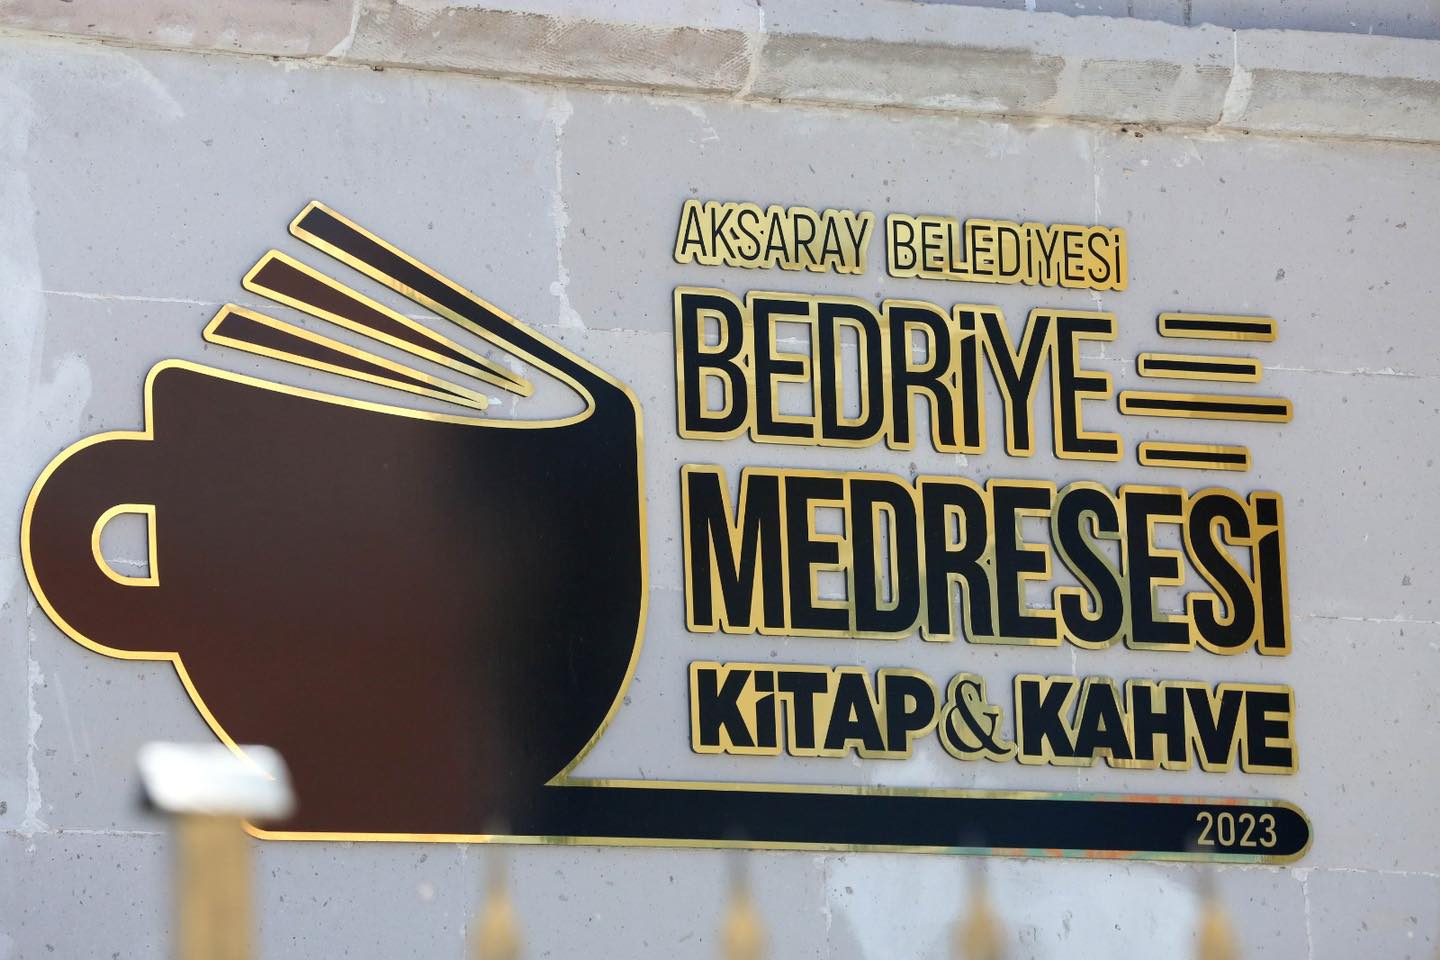 AKSARAY BELEDİYESİ
BEDRİYE
MEDRESESİ
KİTAP & KAHVE
2023